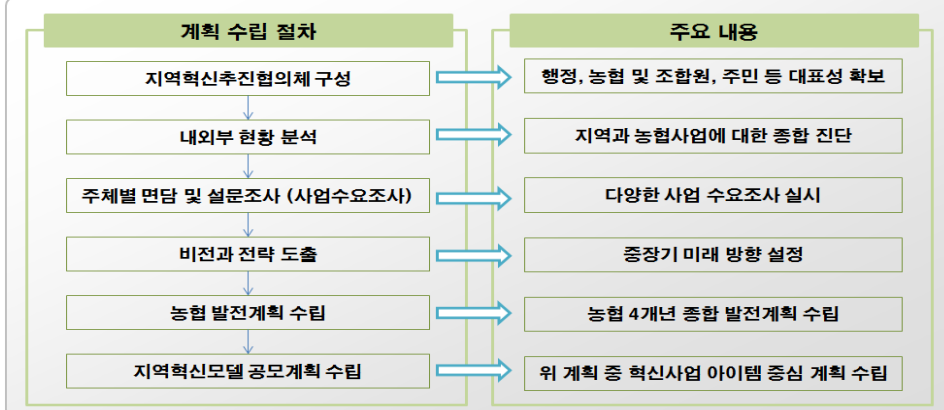 계획 수립 절차
주요 내용
지역혁신추진협의체 구성
행정, 농협 및 조합원, 주민 등 대표성 확보
내외부 현황 분석
지역과 농협사업에 대한 종합 진단
주체별 면담 및 설문조사 (사업수요조사)
다양한 사업 수요조사 실시
비전과 전략 도출
중장기 미래 방향 설정
농협 발전계획 수립
농협 4개년 종합 발전계획 수립
지역혁신모델 공모계획 수립
위 계획 중 혁신사업 아이템 중심 계획 수립